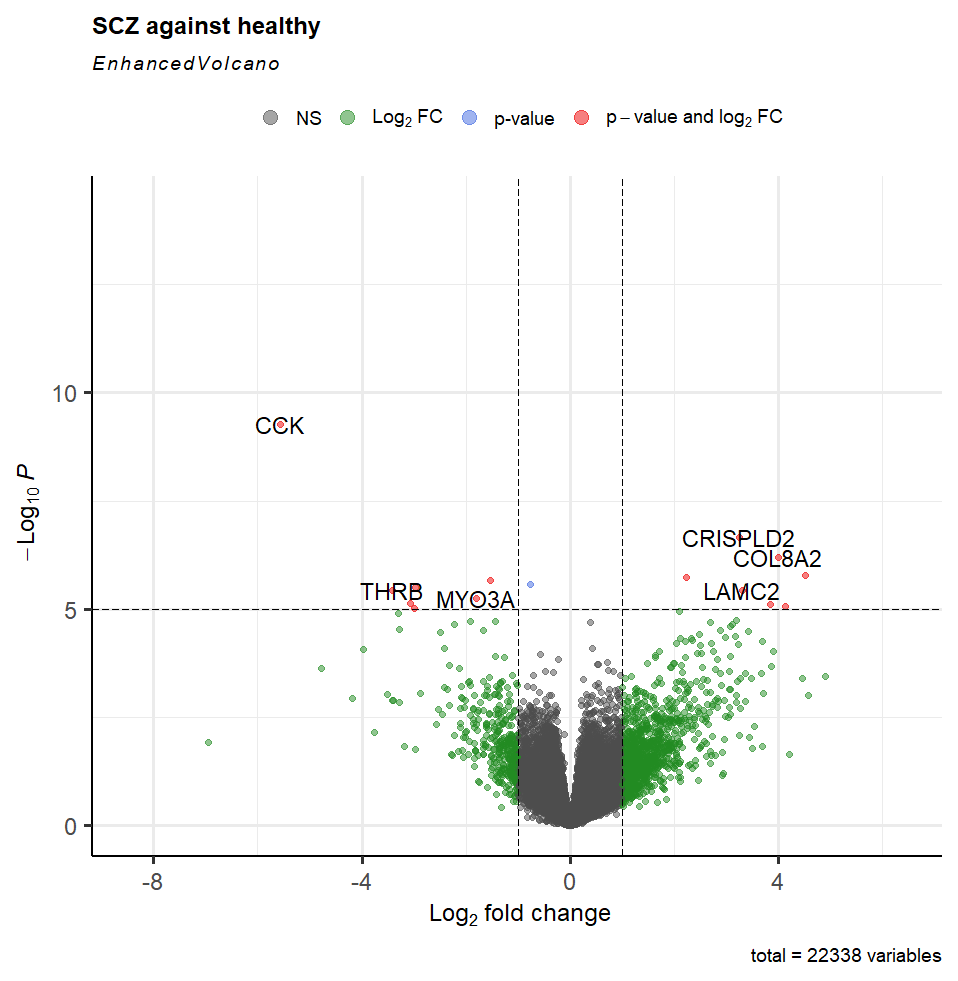 SCZ against healthy
EnhancedVolcano
NS Log2 FC p-value p − value and log2 FC
−Log10 P
10
5
0
CCK
CRISPLD2
COL8A2
THRB
LAMC2
MYO3A
-8 -4 0 4
Log2 fold change
total = 22338 variables